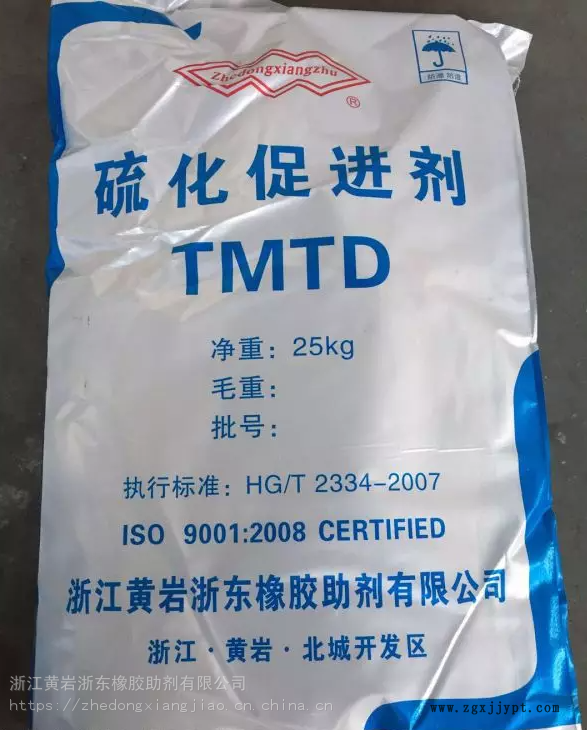 Zhedongxiangzhu
®
防潮 防湿
硫化促进剂
TMTD
净重：25kg
毛重：
批号：
执行标准：HG/T 2334-2007
ISO 9001:2008 CERTIFIED
浙江黄岩浙东橡胶助剂有限公司
浙江·黄岩·北城开发区
浙江黄岩浙东橡胶助剂有限公司
https://zhedongxiangjiao.cn.china.cn
www.zgxjjypt.com